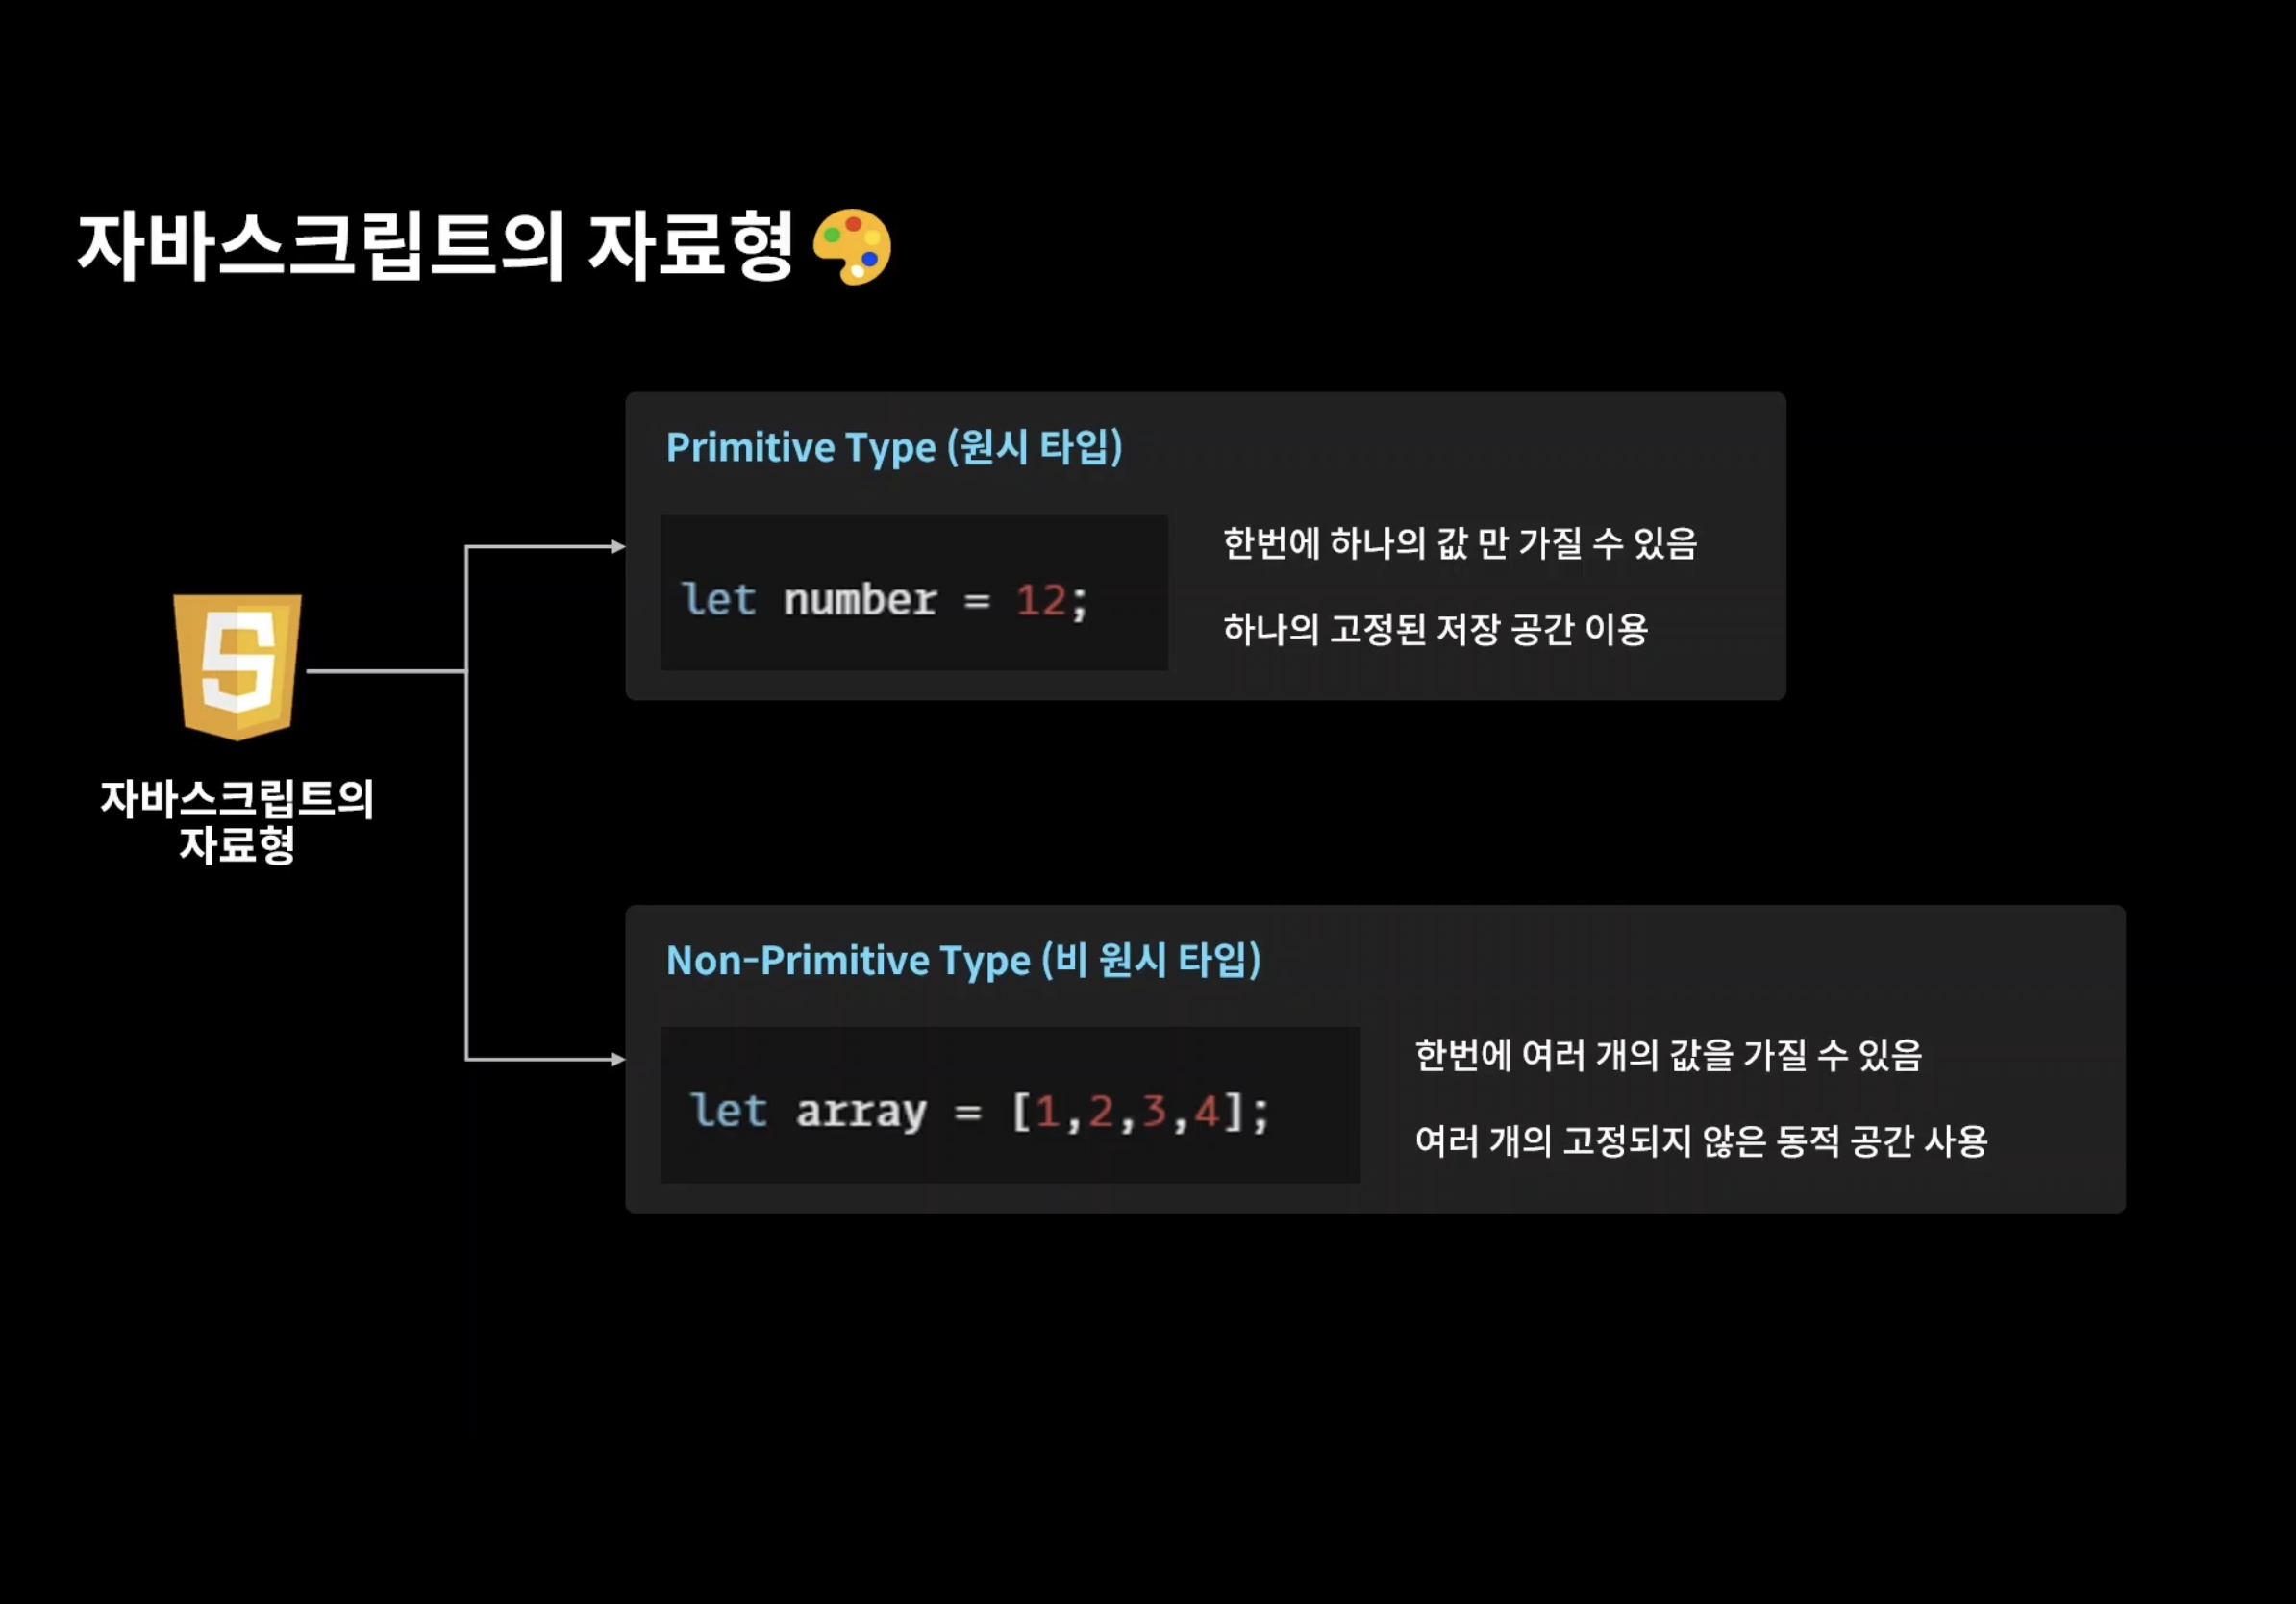 자바스크립트의 자료형
Primitive Type (원시 타입)
let number = 12;
한번에 하나의 값 만 가질 수 있음
하나의 고정된 저장 공간 이용
자바스크립트의
자료형
Non-Primitive Type (비 원시 타입)
let array = [1,2,3,4];
한번에 여러 개의 값을 가질 수 있음
여러 개의 고정되지 않은 동적 공간 사용